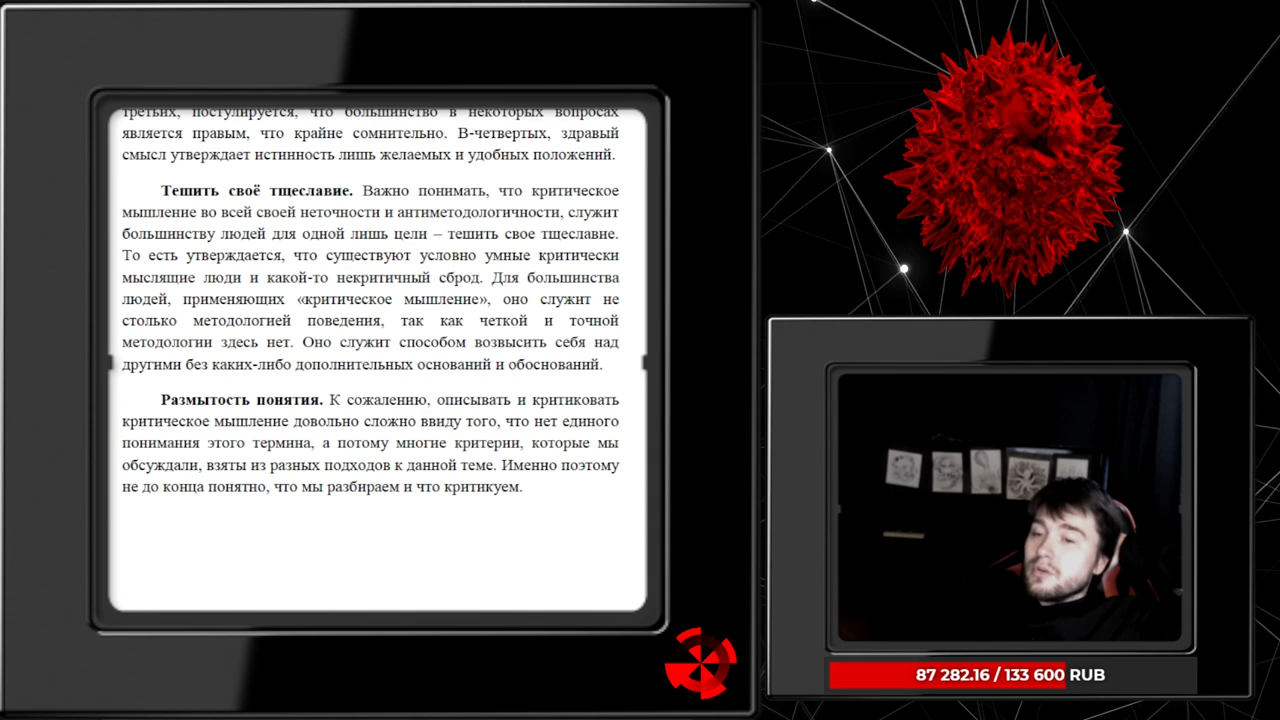 третьих, постулируется, что большинство в некоторых вопросах
является правым, что крайне сомнительно. В-четвертых, здравый
смысл утверждает истинность лишь желаемых и удобных положений.
Тешить своё тщеславие. Важно понимать, что критическое
мышление во всей своей неточности и антиметодологичности, служит
большинству людей для одной лишь цели – тешить свое тщеславие.
То есть утверждается, что существуют условно умные критически
мыслящие люди и какой-то некритичный сброд. Для большинства
людей, применяющих «критическое мышление», оно служит не
столько методологией поведения, так как четкой и точной
методологии здесь нет. Оно служит способом возвысить себя над
другими без каких-либо дополнительных оснований и обоснований.
Размытость понятия. К сожалению, описывать и критиковать
критическое мышление довольно сложно ввиду того, что нет единого
понимания этого термина, а потому многие критерии, которые мы
обсуждали, взяты из разных подходов к данной теме. Именно поэтому
не до конца понятно, что мы разбираем и что критикуем.
87 282.16 / 133 600 RUB